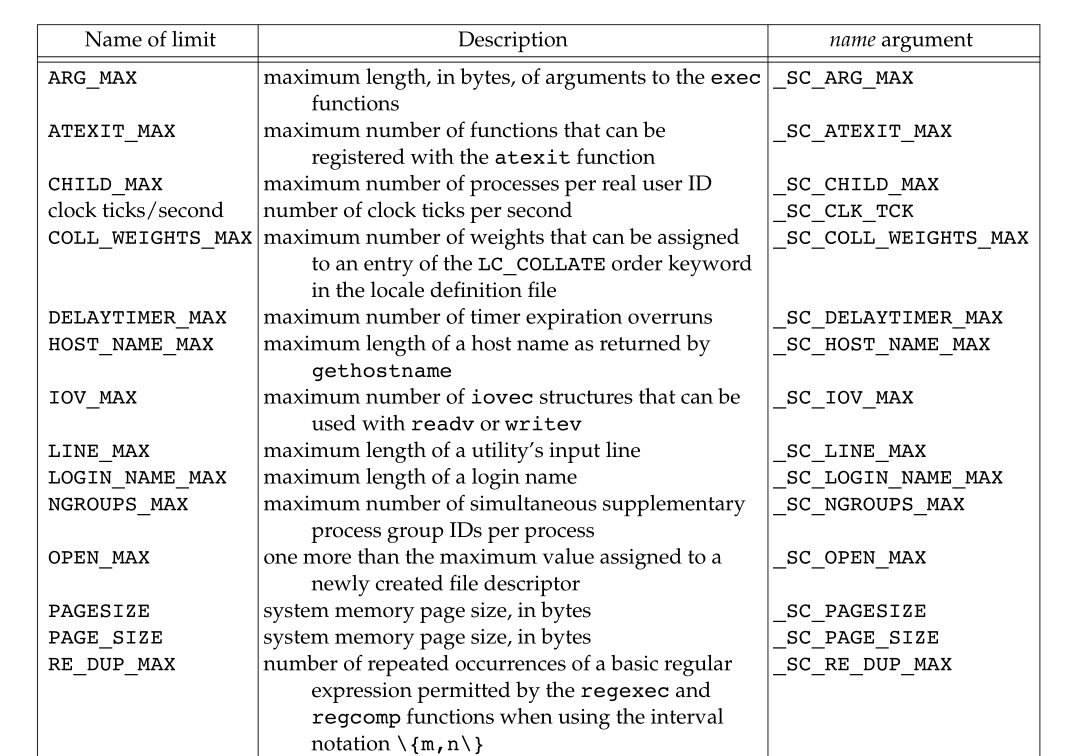 Name of limit Description name argument
ARG_MAX maximum length, in bytes, of arguments to the exec _SC_ARG_MAX
functions
ATEXIT_MAX maximum number of functions that can be _SC_ATEXIT_MAX
registered with the atexit function
CHILD_MAX maximum number of processes per real user ID _SC_CHILD_MAX
clock ticks/second number of clock ticks per second _SC_CLK_TCK
COLL_WEIGHTS_MAX maximum number of weights that can be assigned _SC_COLL_WEIGHTS_MAX
to an entry of the LC_COLLATE order keyword
in the locale definition file
DELAYTIMER_MAX maximum number of timer expiration overruns _SC_DELAYTIMER_MAX
HOST_NAME_MAX maximum length of a host name as returned by _SC_HOST_NAME_MAX
gethostname
IOV_MAX maximum number of iovec structures that can be _SC_IOV_MAX
used with readv or writev
LINE_MAX maximum length of a utility’s input line _SC_LINE_MAX
LOGIN_NAME_MAX maximum length of a login name _SC_LOGIN_NAME_MAX
NGROUPS_MAX maximum number of simultaneous supplementary _SC_NGROUPS_MAX
process group IDs per process
OPEN_MAX one more than the maximum value assigned to a _SC_OPEN_MAX
newly created file descriptor
PAGESIZE system memory page size, in bytes _SC_PAGESIZE
PAGE_SIZE system memory page size, in bytes _SC_PAGE_SIZE
RE_DUP_MAX number of repeated occurrences of a basic regular _SC_RE_DUP_MAX
expression permitted by the regexec and
regcomp functions when using the interval
notation \{m,n\}